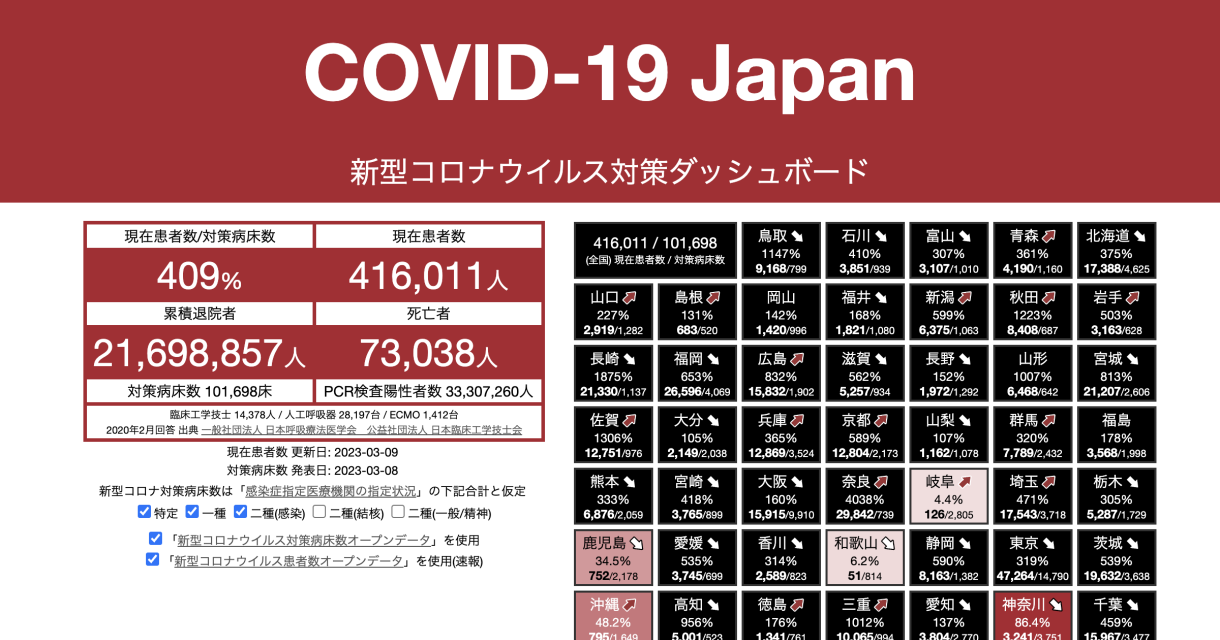 COVID-19 Japan
新型コロナウイルス対策ダッシュボード
現在患者数/対策病床数
現在患者数
409%
416,011人
累積退院者
死亡者
21,698,857人
73,038人
対策病床数 101,698床
PCR検査陽性者数 33,307,260人
臨床工学技士 14,378人 / 人工呼吸器 28,197台 / ECMO 1,412台
2020年2月回答 出典 一般社団法人 日本呼吸療法医学会　公益社団法人 日本臨床工学技士会
現在患者数 更新日: 2023-03-09
対策病床数 発表日: 2023-03-08
新型コロナ対策病床数は「感染症指定医療機関の指定状況」の下記合計と仮定
特定 一種 二種(感染) 二種(結核) 二種(一般/精神)
「新型コロナウイルス対策病床数オープンデータ」を使用
「新型コロナウイルス患者数オープンデータ」を使用(速報)
416,011 / 101,698
(全国) 現在患者数 / 対策病床数
鳥取
1147%
9,168/799
石川
410%
3,851/939
富山
307%
3,107/1,010
青森
361%
4,190/1,160
北海道
375%
17,388/4,625
山口
227%
2,919/1,282
島根
131%
683/520
岡山
142%
1,420/996
福井
168%
1,821/1,080
新潟
599%
6,375/1,063
秋田
1223%
8,408/687
岩手
503%
3,163/628
長崎
1875%
21,330/1,137
福岡
653%
26,596/4,069
広島
832%
15,832/1,902
滋賀
562%
5,257/934
長野
152%
1,972/1,292
山形
1007%
6,468/642
宮城
813%
21,207/2,606
佐賀
1306%
12,751/976
大分
105%
2,149/2,038
兵庫
365%
12,869/3,524
京都
589%
12,804/2,173
山梨
107%
1,162/1,078
群馬
320%
7,789/2,432
福島
178%
3,568/1,998
熊本
333%
6,876/2,059
宮崎
418%
3,765/899
大阪
160%
15,915/9,910
奈良
4038%
29,842/739
岐阜
4.4%
126/2,805
埼玉
471%
17,543/3,718
栃木
305%
5,287/1,729
鹿児島
34.5%
752/2,178
愛媛
535%
3,745/699
香川
314%
2,589/823
和歌山
6.2%
51/814
静岡
590%
8,163/1,382
東京
319%
47,264/14,790
茨城
539%
19,632/3,638
沖縄
48.2%
795/1,649
高知
956%
5,001/523
徳島
176%
1,341/761
三重
1012%
10,065/994
愛知
137%
3,804/2,770
神奈川
86.4%
3,241/3,751
千葉
459%
15,967/3,477